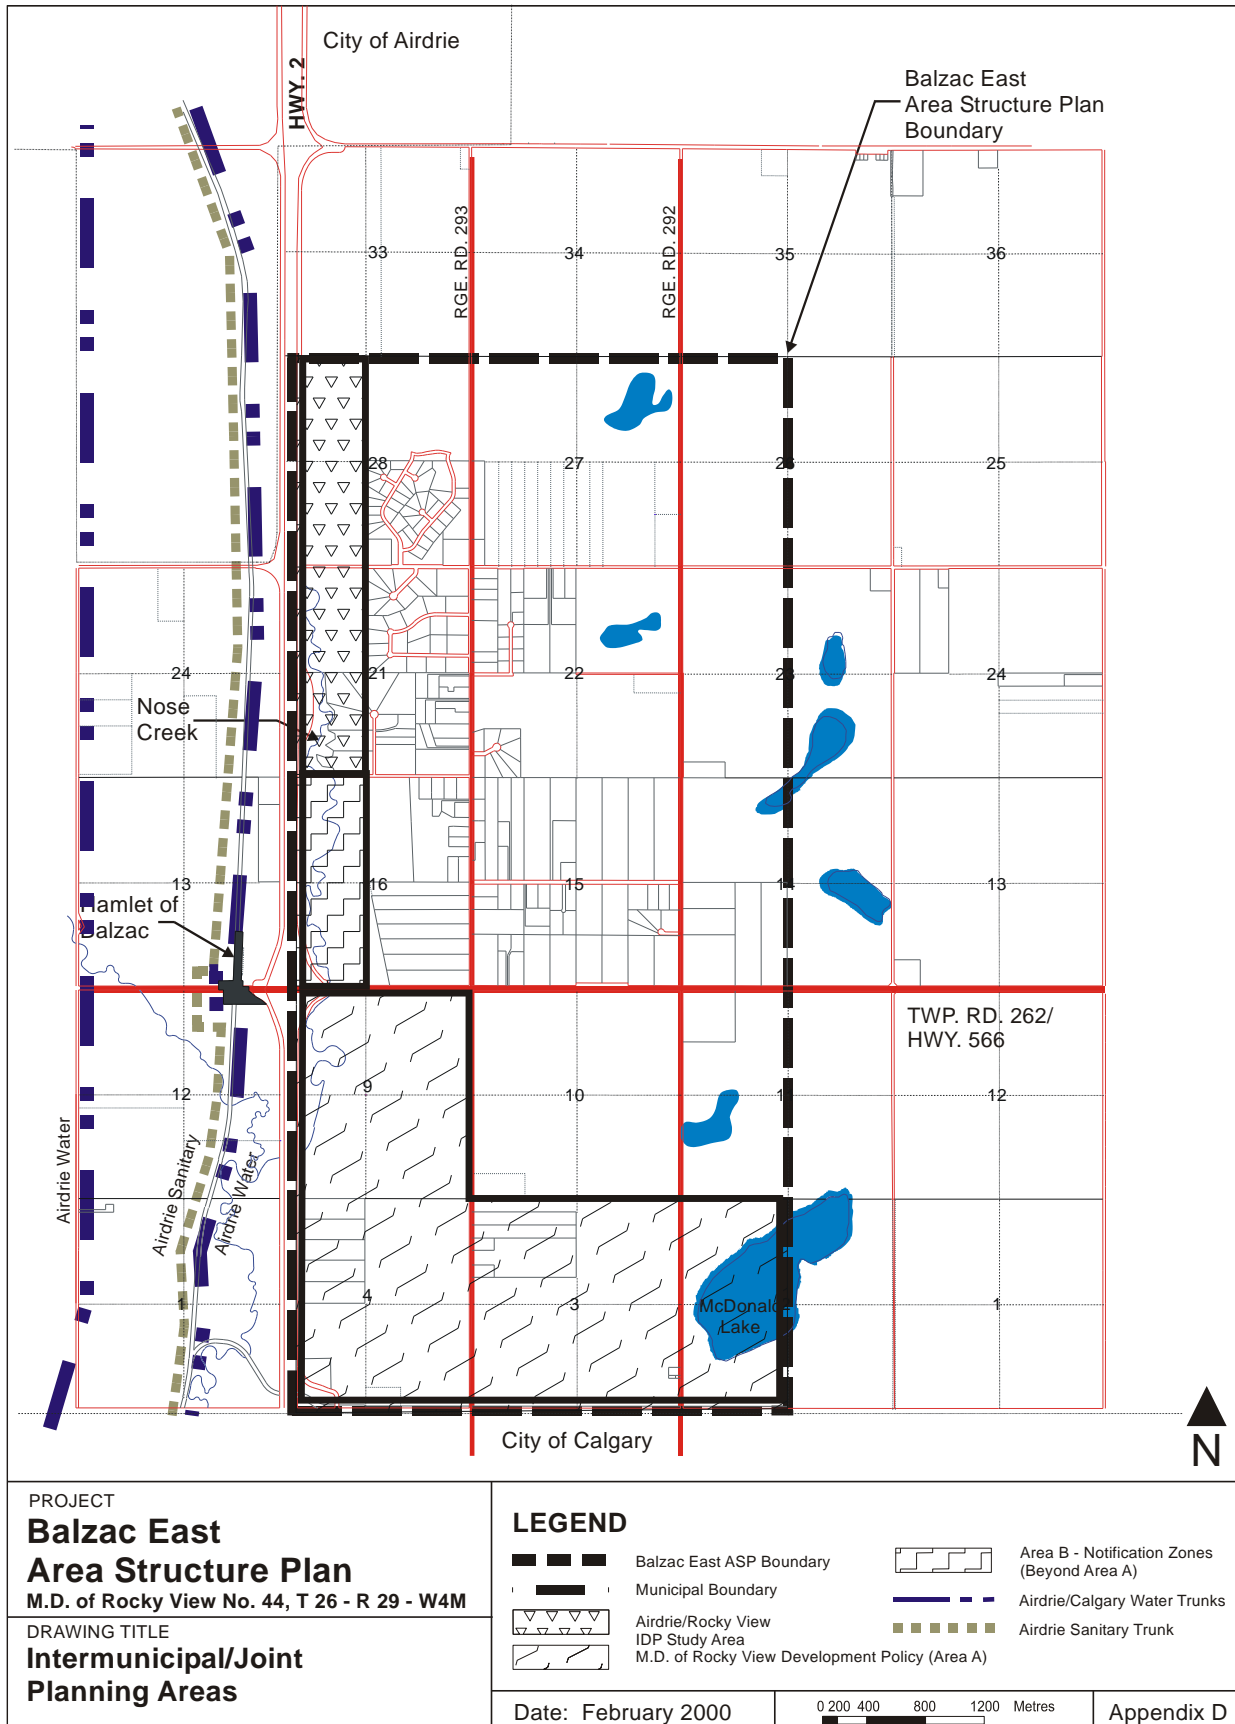 City of Airdrie
HWY. 2
Balzac East
Area Structure Plan
Boundary
RGE. RD. 293
RGE. RD. 292
33
34
35
36
28
27
26
25
24
21
22
23
24
Nose
Creek
13
16
15
14
13
Hamlet of
Balzac
TWP. RD. 262/
HWY. 566
12
9
10
11
12
Airdrie Water
Airdrie Sanitary
Airdrie Water
1
4
3
1
McDonald
Lake
City of Calgary
N
PROJECT
Balzac East
Area Structure Plan
M.D. of Rocky View No. 44, T 26 - R 29 - W4M
DRAWING TITLE
Intermunicipal/Joint
Planning Areas
LEGEND
Balzac East ASP Boundary
Municipal Boundary
Airdrie/Rocky View
IDP Study Area
M.D. of Rocky View Development Policy (Area A)
Area B - Notification Zones
(Beyond Area A)
Airdrie/Calgary Water Trunks
Airdrie Sanitary Trunk
Date: February 2000
0 200 400 800 1200 Metres
Appendix D